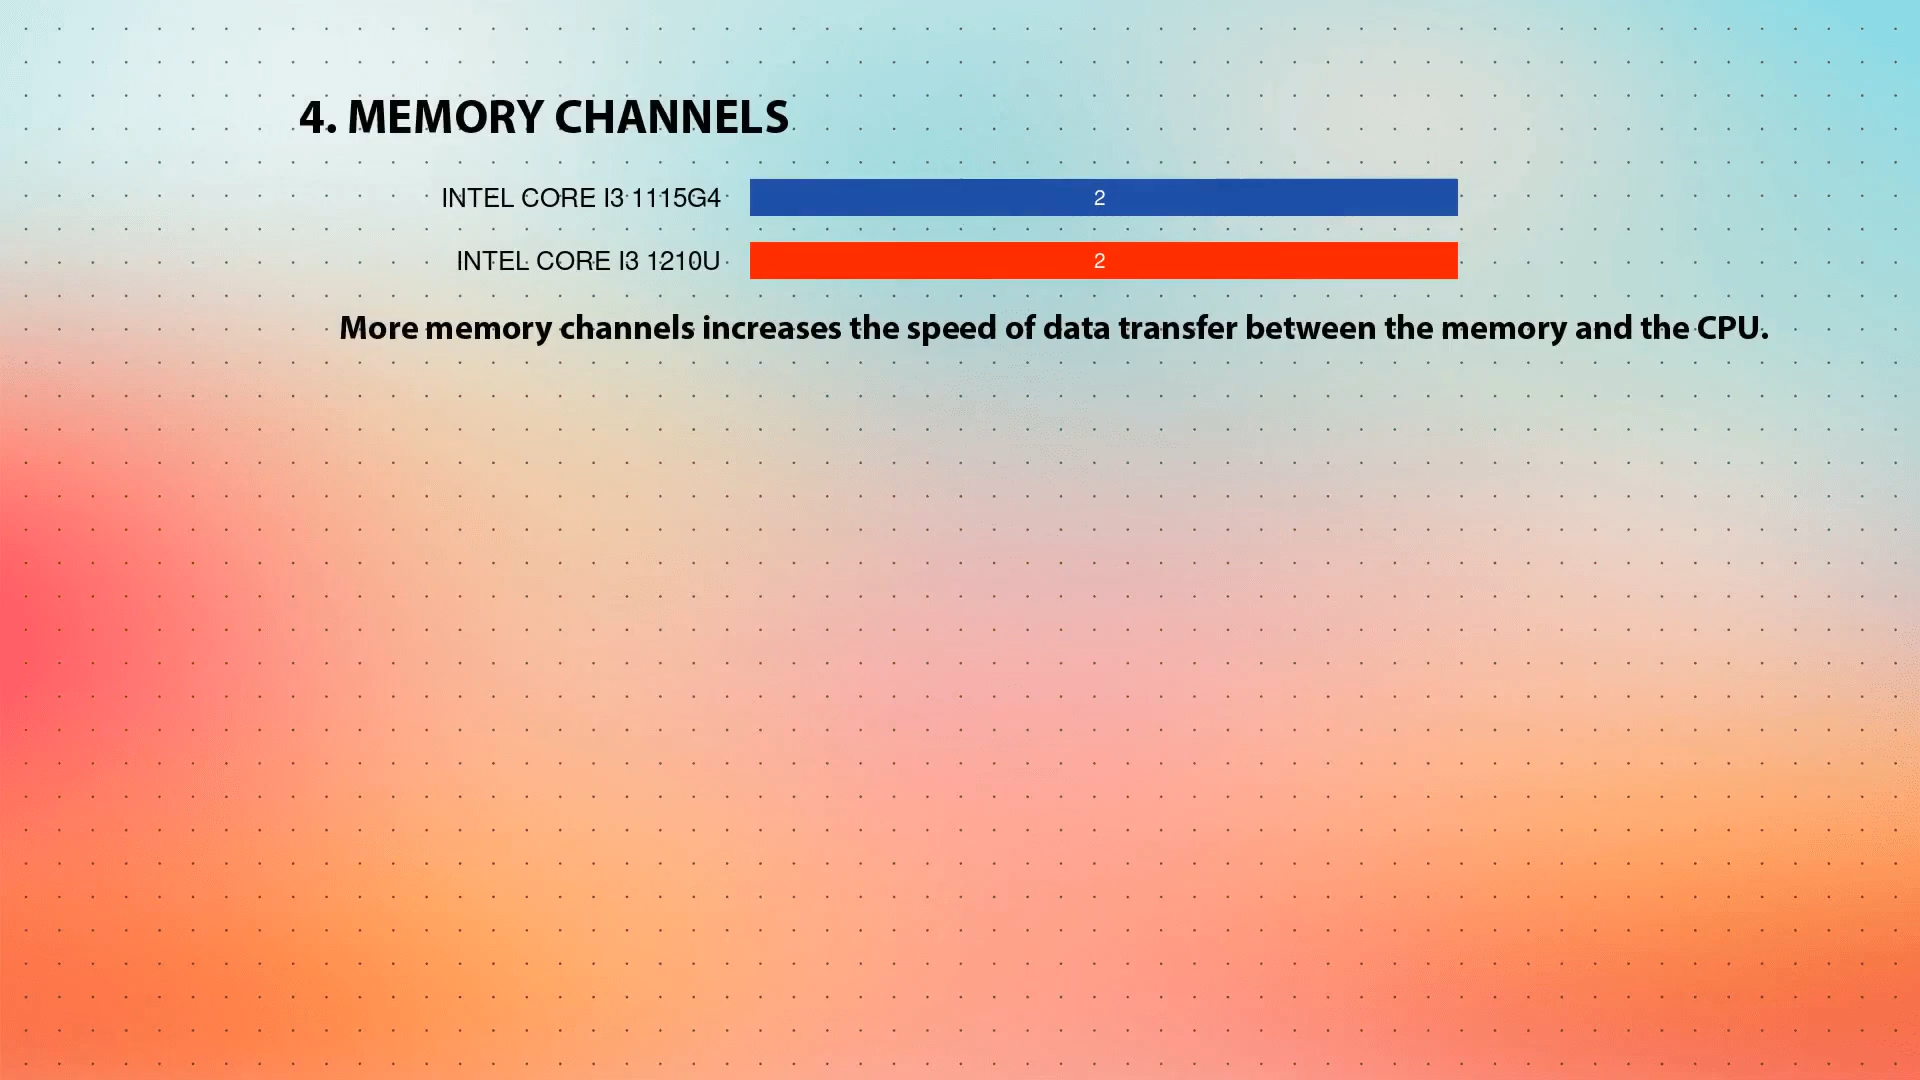 4. MEMORY CHANNELS
INTEL CORE I3 1115G4 2
INTEL CORE I3 1210U 2
More memory channels increases the speed of data transfer between the memory and the CPU.